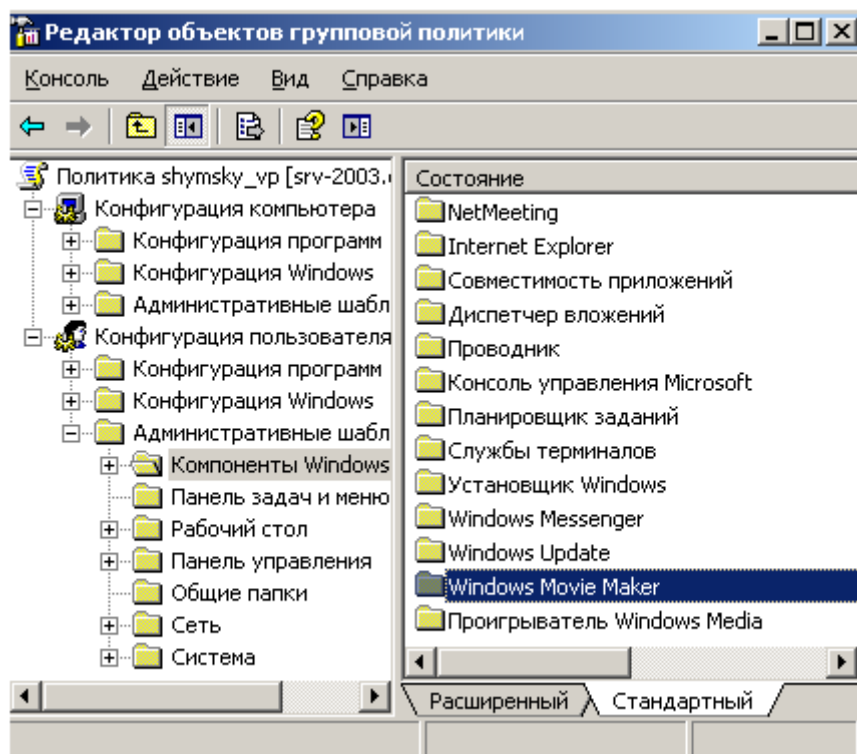 Редактор объектов групповой политики
Консоль Действие Вид Справка
Политика shymsky_vp [srv-2003.
Конфигурация компьютера
Конфигурация программ
Конфигурация Windows
Административные шабл
Конфигурация пользователя
Конфигурация программ
Конфигурация Windows
Административные шабл
Компоненты Windows
Панель задач и меню
Рабочий стол
Панель управления
Общие папки
Сеть
Система
Состояние
NetMeeting
Internet Explorer
Совместимость приложений
Диспетчер вложений
Проводник
Консоль управления Microsoft
Планировщик заданий
Службы терминалов
Установщик Windows
Windows Messenger
Windows Update
Windows Movie Maker
Проигрыватель Windows Media
Расширенный Стандартный